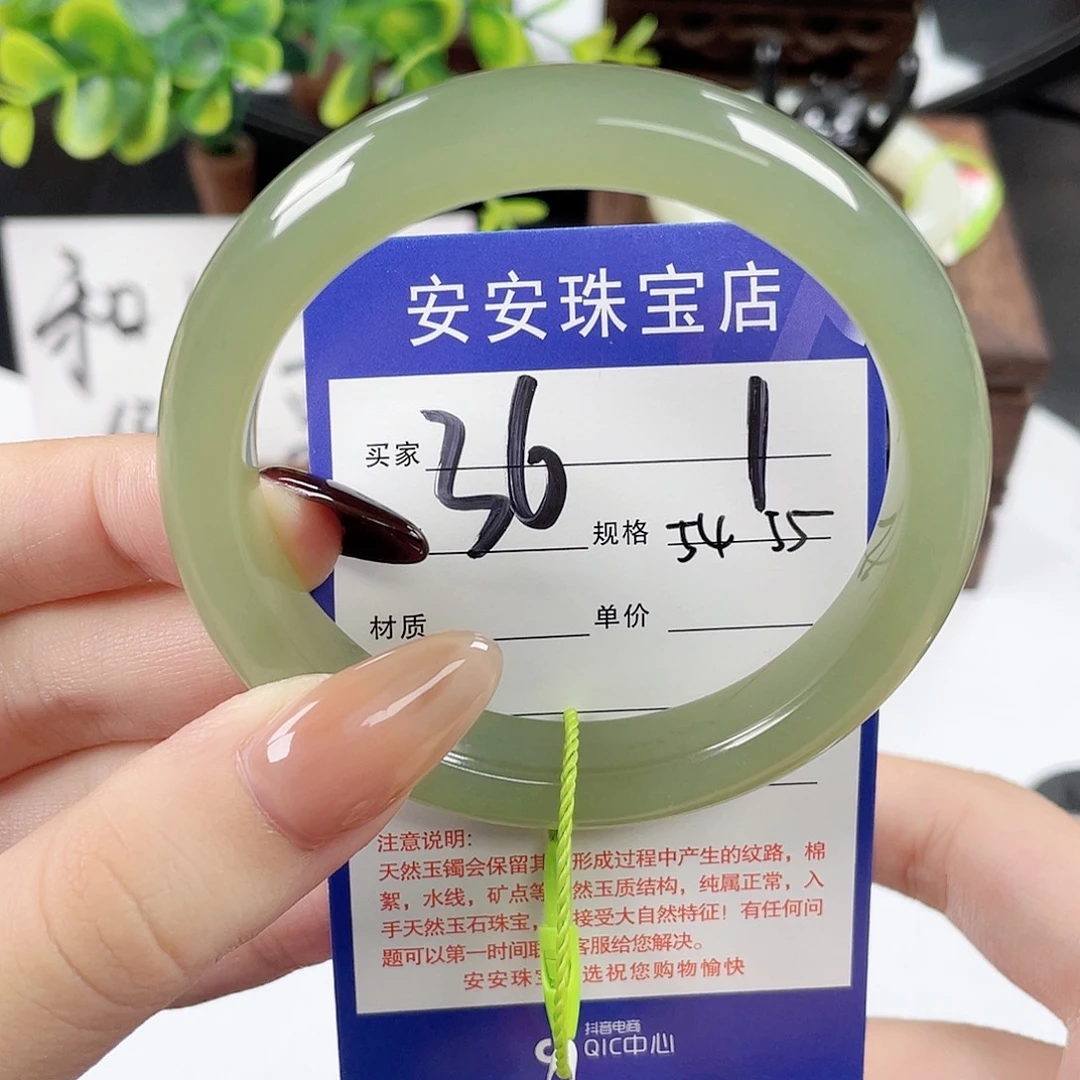 安安珠宝店
和
买家 36 1
规格 54 55
材质 单价
注意说明:
天然玉镯会保留其 形成过程中产生的纹路，棉
絮，水线，矿点等 然玉质结构，纯属正常，入
手天然玉石珠宝， 接受大自然特征！有任何问
题可以第一时间联 客服给您解决。
安安珠宝 选祝您购物愉快
抖音电商
QIC中心